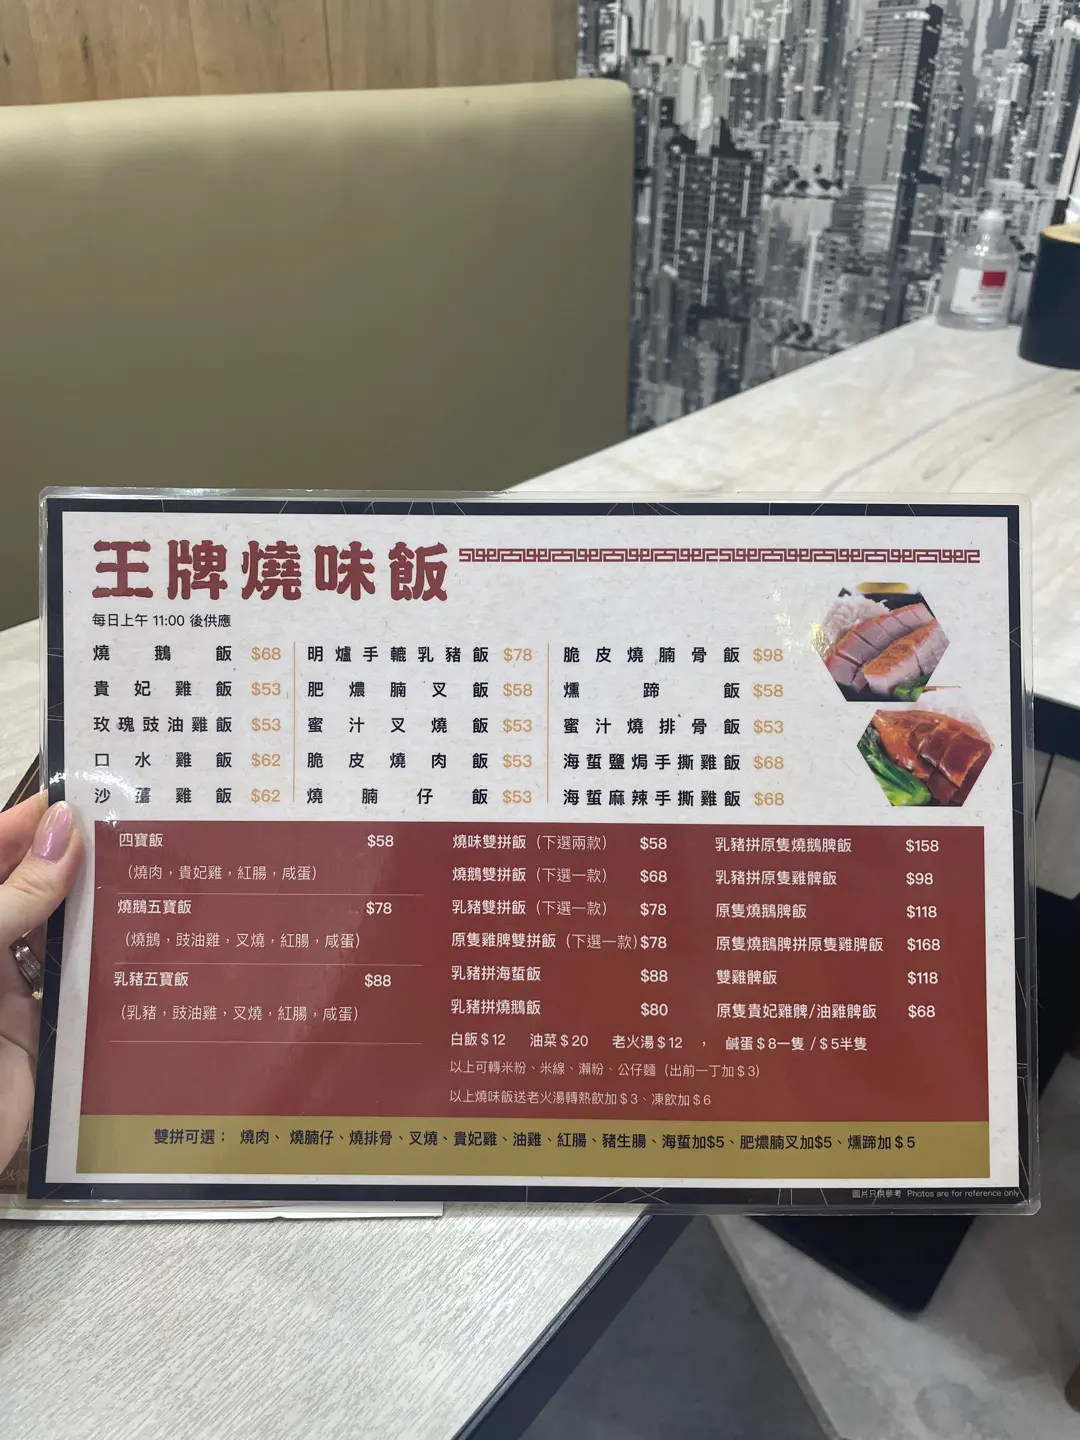 王牌燒味飯
每日上午 11:00 後供應
燒鵝飯 $68
貴妃雞飯 $53
玫瑰豉油雞飯 $53
口水雞飯 $62
沙薑雞飯 $62
明爐手轆乳豬飯 $78
肥燶腩叉飯 $58
蜜汁叉燒飯 $53
脆皮燒肉飯 $53
燒腩仔飯 $53
脆皮燒腩骨飯 $98
燻蹄飯 $58
蜜汁燒排骨飯 $53
海蜇鹽焗手撕雞飯 $68
海蜇麻辣手撕雞飯 $68
四寶飯 $58
（燒肉，貴妃雞，紅腸，咸蛋）
燒鵝五寶飯 $78
（燒鵝，豉油雞，叉燒，紅腸，咸蛋）
乳豬五寶飯 $88
（乳豬，豉油雞，叉燒，紅腸，咸蛋）
燒味雙拼飯（下選兩款） $58
燒鵝雙拼飯（下選一款） $68
乳豬雙拼飯（下選一款） $78
原隻雞脾雙拼飯（下選一款）$78
乳豬拼海蜇飯 $88
乳豬拼燒鵝飯 $80
乳豬拼原隻燒鵝脾飯 $158
乳豬拼原隻雞髀飯 $98
原隻燒鵝脾飯 $118
原隻燒鵝脾拼原隻雞脾飯 $168
雙雞脾飯 $118
原隻貴妃雞髀/油雞髀飯 $68
白飯＄12 油菜＄20 老火湯＄12 ， 鹹蛋＄8一隻 /＄5半隻
以上可轉米粉、米線、瀨粉、公仔麵（出前一丁加＄3）
以上燒味飯送老火湯轉熱飲加＄3、凍飲加＄6
雙拼可選： 燒肉、燒腩仔、燒排骨、叉燒、貴妃雞、油雞、紅腸、豬生腸、海蜇加$5、肥燶腩叉加$5、燻蹄加＄5
圖片只供參考 Photos are for reference only